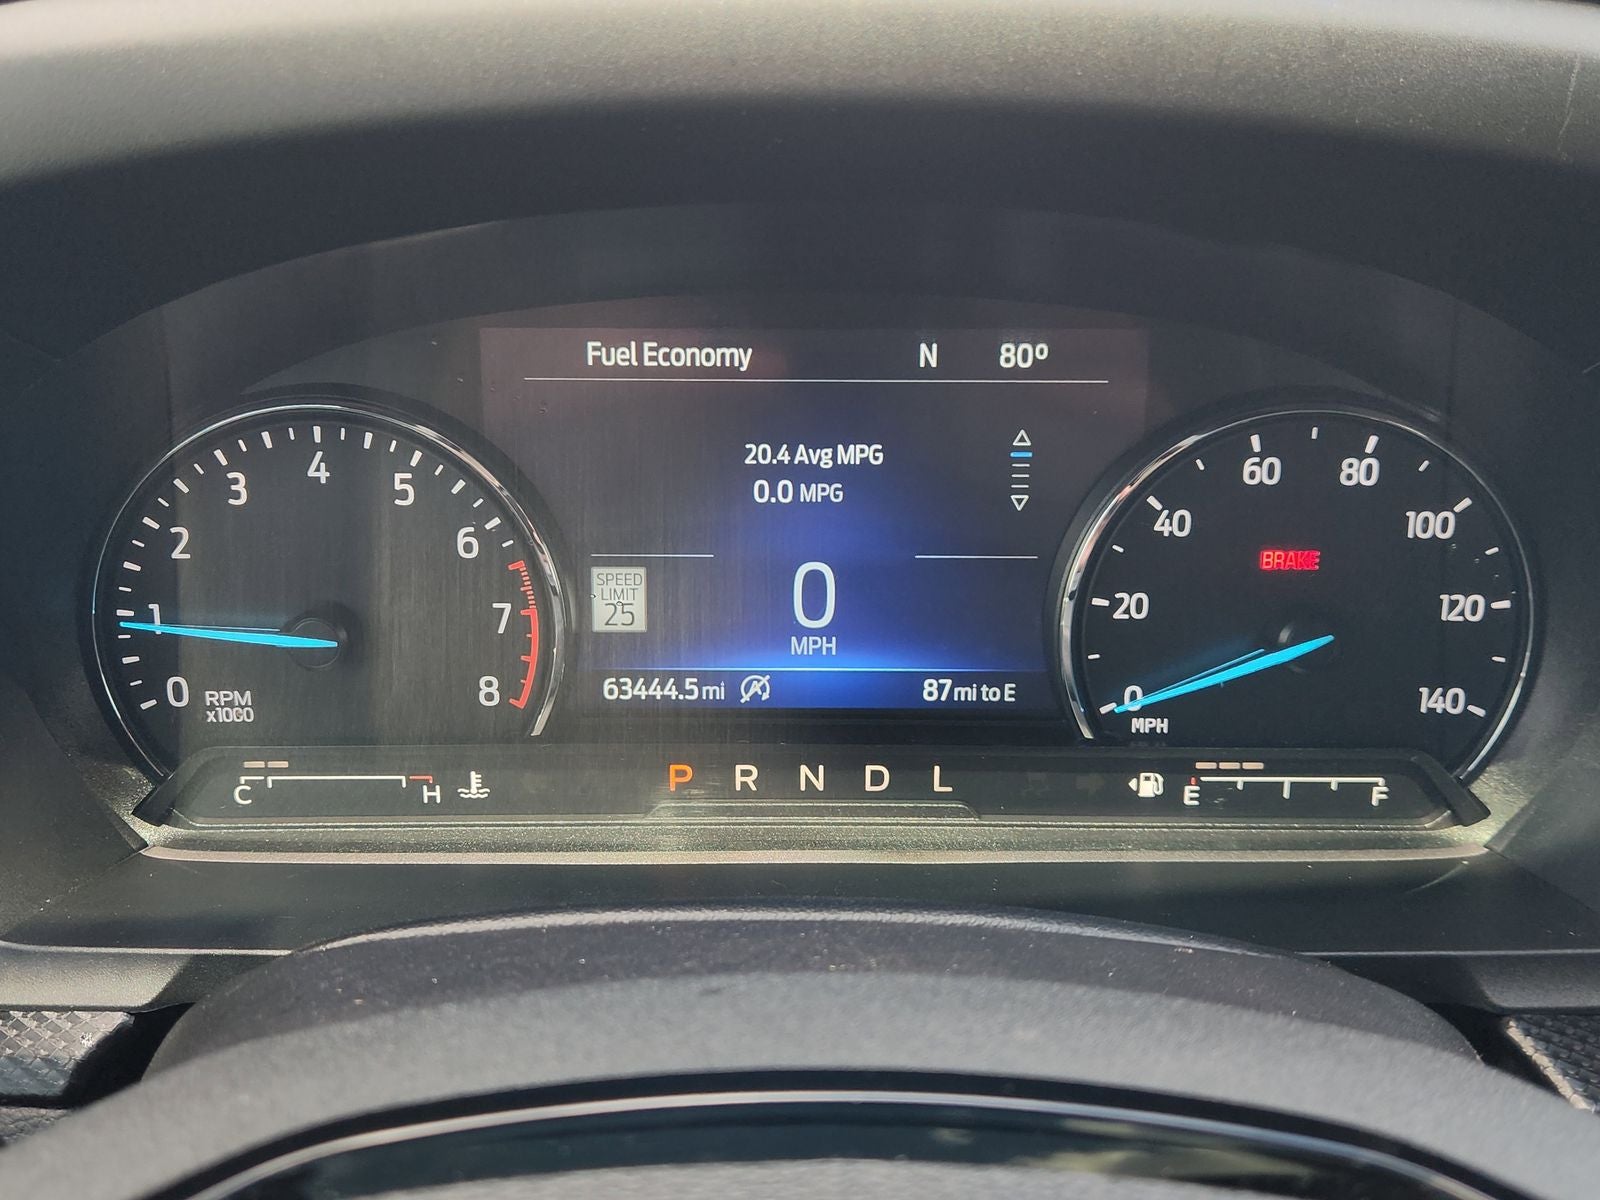 Fuel Economy N 80°
20.4 Avg MPG
0.0 MPG
SPEED
LIMIT
25
0
MPH
63444.5 mi
87 mi to E
0 1 2 3 4 5 6 7 8
RPM
x1000
0 20 40 60 80 100 120 140
BRAKE
MPH
C H
P R N D L
E F